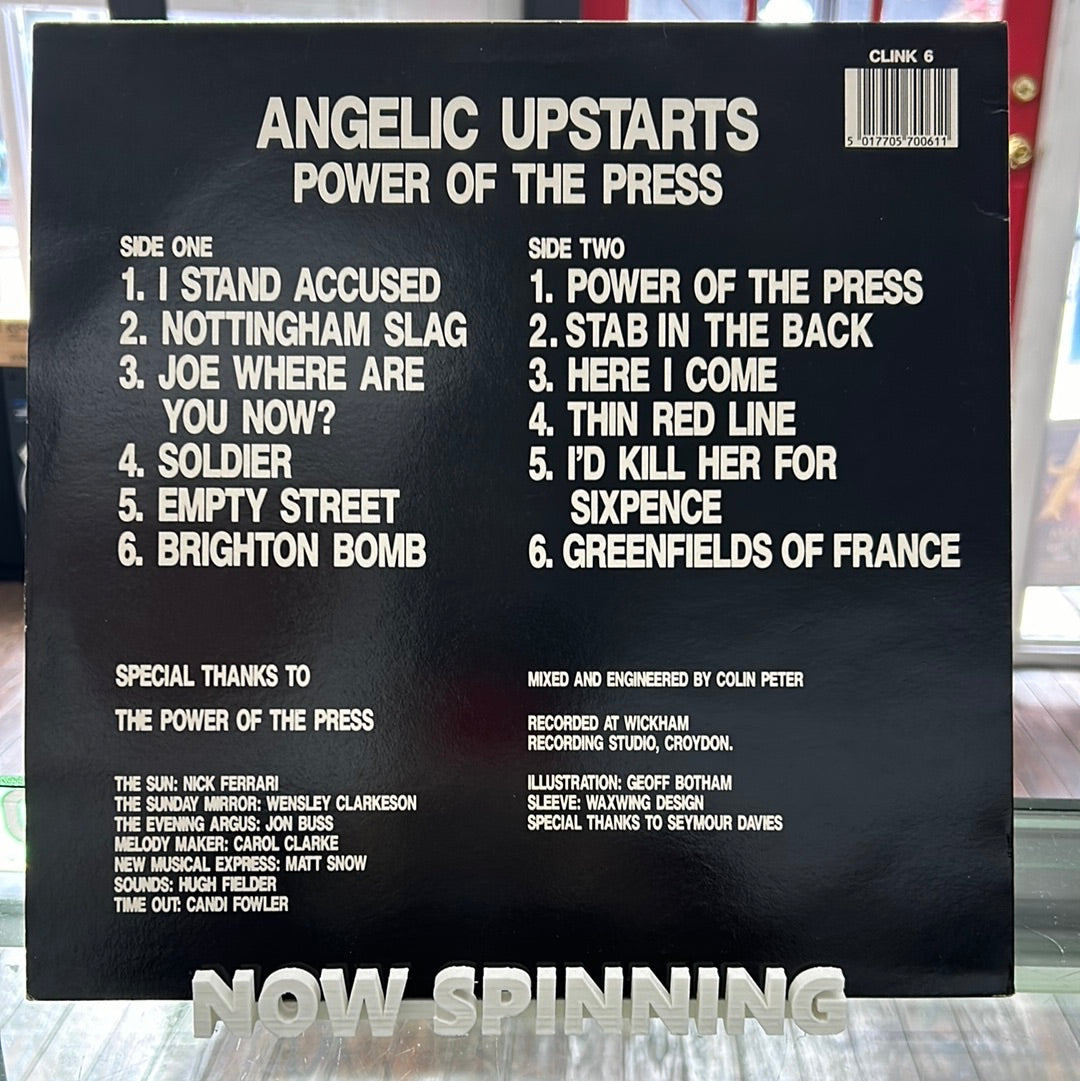 CLINK 6
5 017705 700611
ANGELIC UPSTARTS
POWER OF THE PRESS
SIDE ONE
1. I STAND ACCUSED
2. NOTTINGHAM SLAG
3. JOE WHERE ARE
YOU NOW?
4. SOLDIER
5. EMPTY STREET
6. BRIGHTON BOMB
SIDE TWO
1. POWER OF THE PRESS
2. STAB IN THE BACK
3. HERE I COME
4. THIN RED LINE
5. I'D KILL HER FOR
SIXPENCE
6. GREENFIELDS OF FRANCE
SPECIAL THANKS TO
THE POWER OF THE PRESS
THE SUN: NICK FERRARI
THE SUNDAY MIRROR: WENSLEY CLARKESON
THE EVENING ARGUS: JON BUSS
MELODY MAKER: CAROL CLARKE
NEW MUSICAL EXPRESS: MATT SNOW
SOUNDS: HUGH FIELDER
TIME OUT: CANDI FOWLER
MIXED AND ENGINEERED BY COLIN PETER
RECORDED AT WICKHAM
RECORDING STUDIO, CROYDON.
ILLUSTRATION: GEOFF BOTHAM
SLEEVE: WAXWING DESIGN
SPECIAL THANKS TO SEYMOUR DAVIES
NOW SPINNING